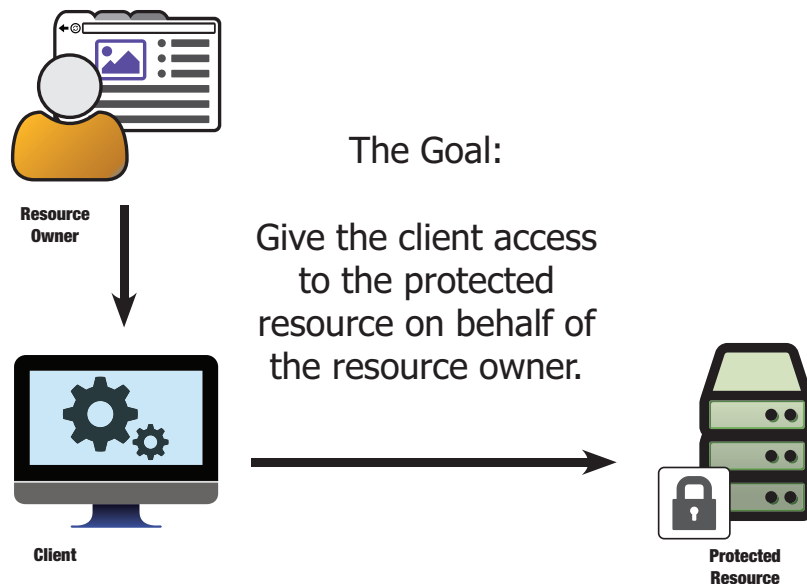 The Goal:
Resource
Owner
Give the client access
to the protected
resource on behalf of
the resource owner.
Client
Protected
Resource